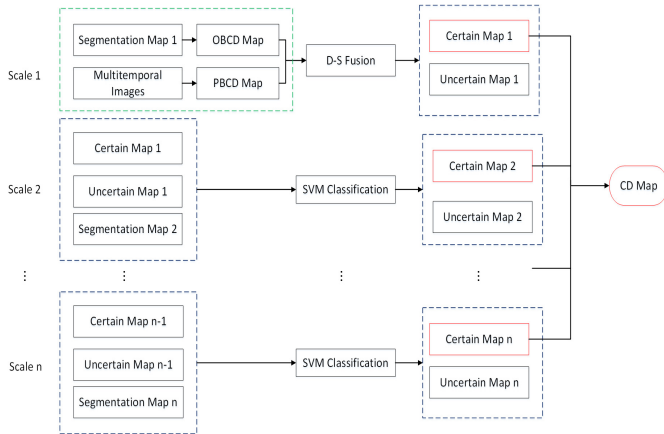 Scale 1
Segmentation Map 1
OBCD Map
Multitemporal Images
PBCD Map
D-S Fusion
Certain Map 1
Uncertain Map 1
Scale 2
Certain Map 1
Uncertain Map 1
Segmentation Map 2
SVM Classification
Certain Map 2
Uncertain Map 2
CD Map
⋮
⋮
⋮
⋮
Scale n
Certain Map n-1
Uncertain Map n-1
Segmentation Map n
SVM Classification
Certain Map n
Uncertain Map n